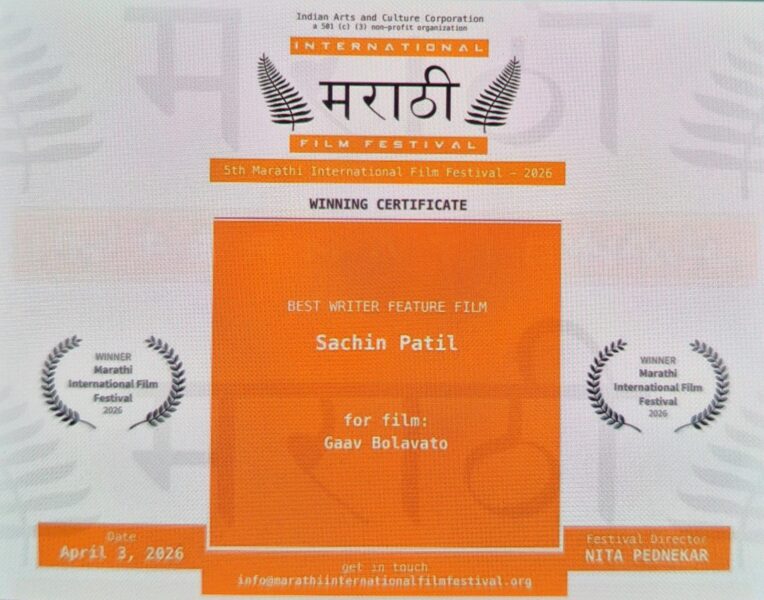 Indian Arts and Culture Corporation
a 501 (c) (3) non-profit organization
INTERNATIONAL
मराठी
FILM FESTIVAL
5th Marathi International Film Festival - 2026
WINNING CERTIFICATE
BEST WRITER FEATURE FILM
Sachin Patil
for film:
Gaav Bolavato
WINNER
Marathi
International Film
Festival
2026
WINNER
Marathi
International Film
Festival
2026
Date
April 3, 2026
Festival Director
NITA PEDNEKAR
get in touch
info@marathiinternationalfilmfestival.org